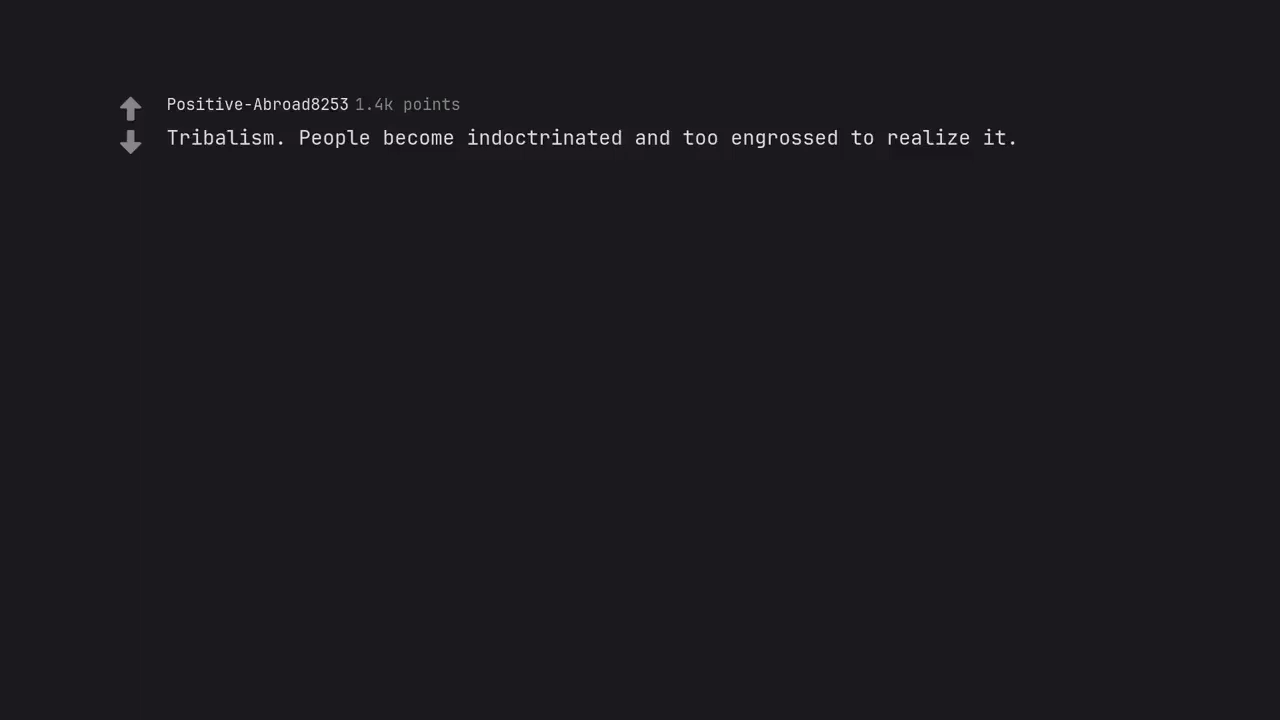 Positive-Abroad8253 1.4k points
Tribalism. People become indoctrinated and too engrossed to realize it.